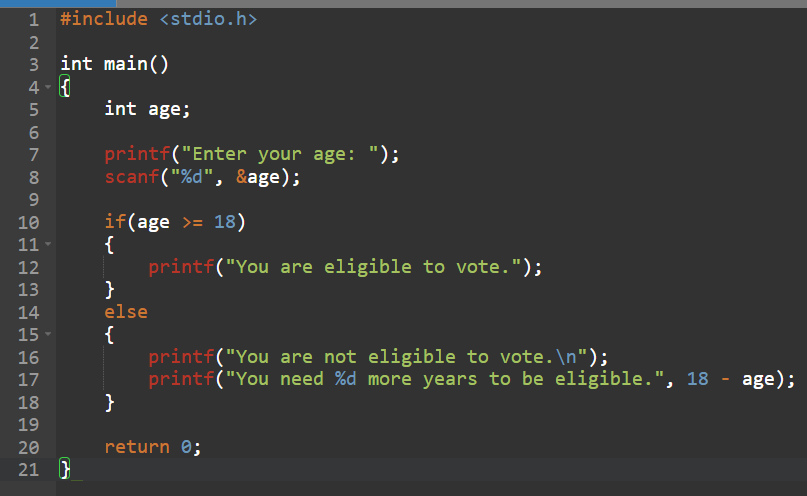 1 #include <stdio.h>
2
3 int main()
4 {
5     int age;
6
7     printf("Enter your age: ");
8     scanf("%d", &age);
9
10     if(age >= 18)
11     {
12         printf("You are eligible to vote.");
13     }
14     else
15     {
16         printf("You are not eligible to vote.\n");
17         printf("You need %d more years to be eligible.", 18 - age);
18     }
19
20     return 0;
21 }